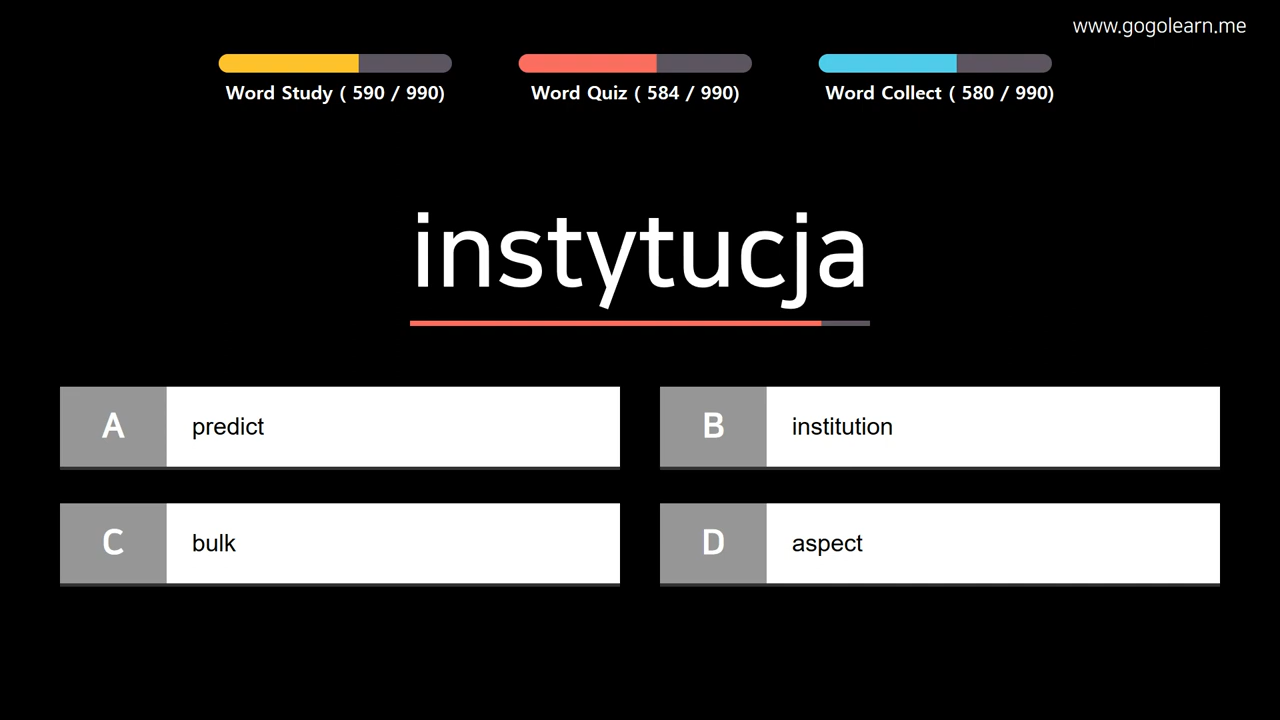 www.gogolearn.me
Word Study ( 590 / 990)
Word Quiz ( 584 / 990)
Word Collect ( 580 / 990)
instytucja
A predict
B institution
C bulk
D aspect